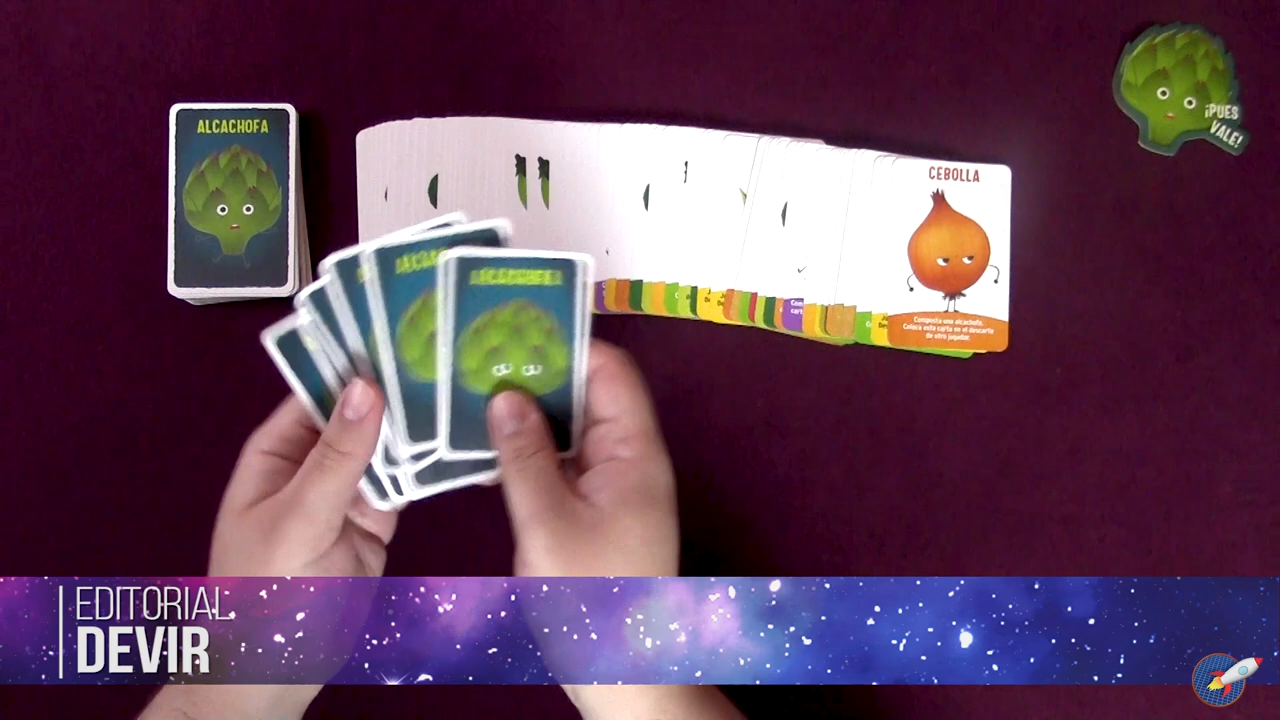 ALCACHOFA
CEBOLLA
¡PUES
VALE!
ALCACHOFA
Composta una alcachofa.
Coloca esta carta en el descarte
de otro jugador.
EDITORIAL
DEVIR